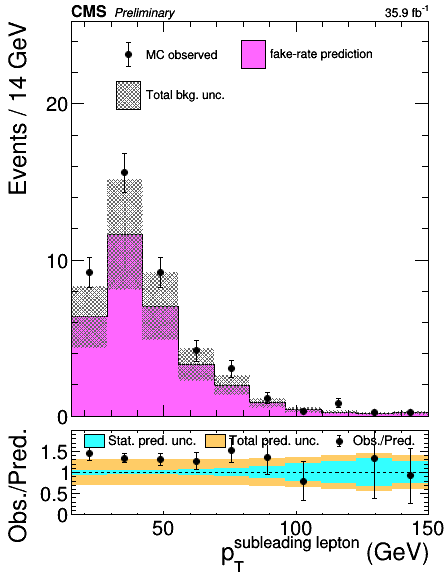 CMS Preliminary 35.9 fb-1
MC observed
fake-rate prediction
Total bkg. unc.
Events / 14 GeV
20
10
0
Stat. pred. unc.
Total pred. unc.
Obs./Pred.
Obs./Pred.
1.5
1
0.5
0
50
100
150
pTsubleading lepton (GeV)